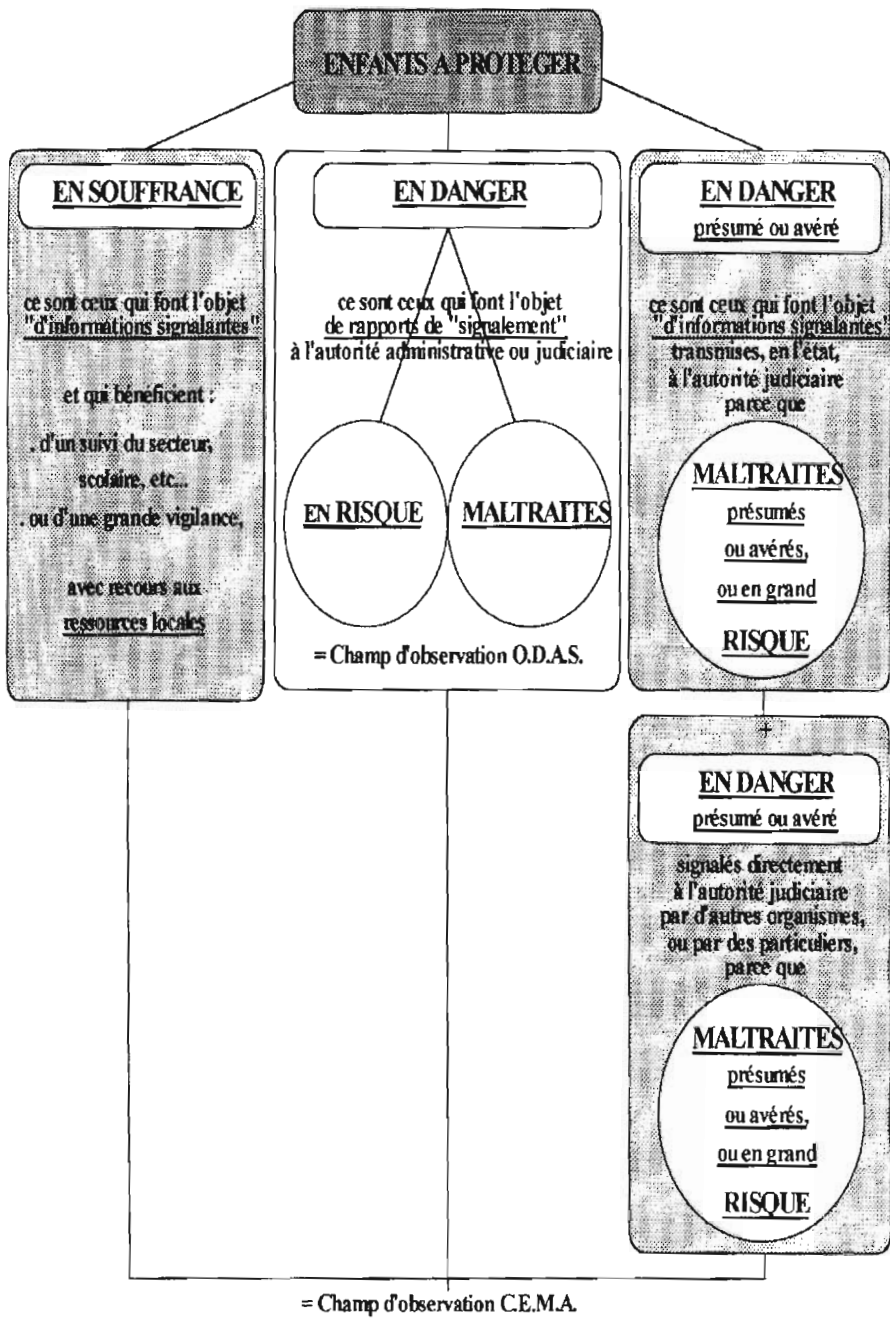 ENFANTS A PROTEGER
EN SOUFFRANCE
ce sont ceux qui font l'objet
"d'informations signalantes"
et qui bénéficient :
. d'un suivi du secteur,
scolaire, etc...
. ou d'une grande vigilance,
avec recours aux
ressources locales
EN DANGER
ce sont ceux qui font l'objet
de rapports de "signalement"
à l'autorité administrative ou judiciaire
EN RISQUE
MALTRAITES
= Champ d'observation O.D.A.S.
EN DANGER
présumé ou avéré
ce sont ceux qui font l'objet
"d'informations signalantes"
transmises, en l'état,
à l'autorité judiciaire
parce que
MALTRAITES
présumés
ou avérés,
ou en grand
RISQUE
+
EN DANGER
présumé ou avéré
signalés directement
à l'autorité judiciaire
par d'autres organismes,
ou par des particuliers,
parce que
MALTRAITES
présumés
ou avérés,
ou en grand
RISQUE
= Champ d'observation C.E.M.A.